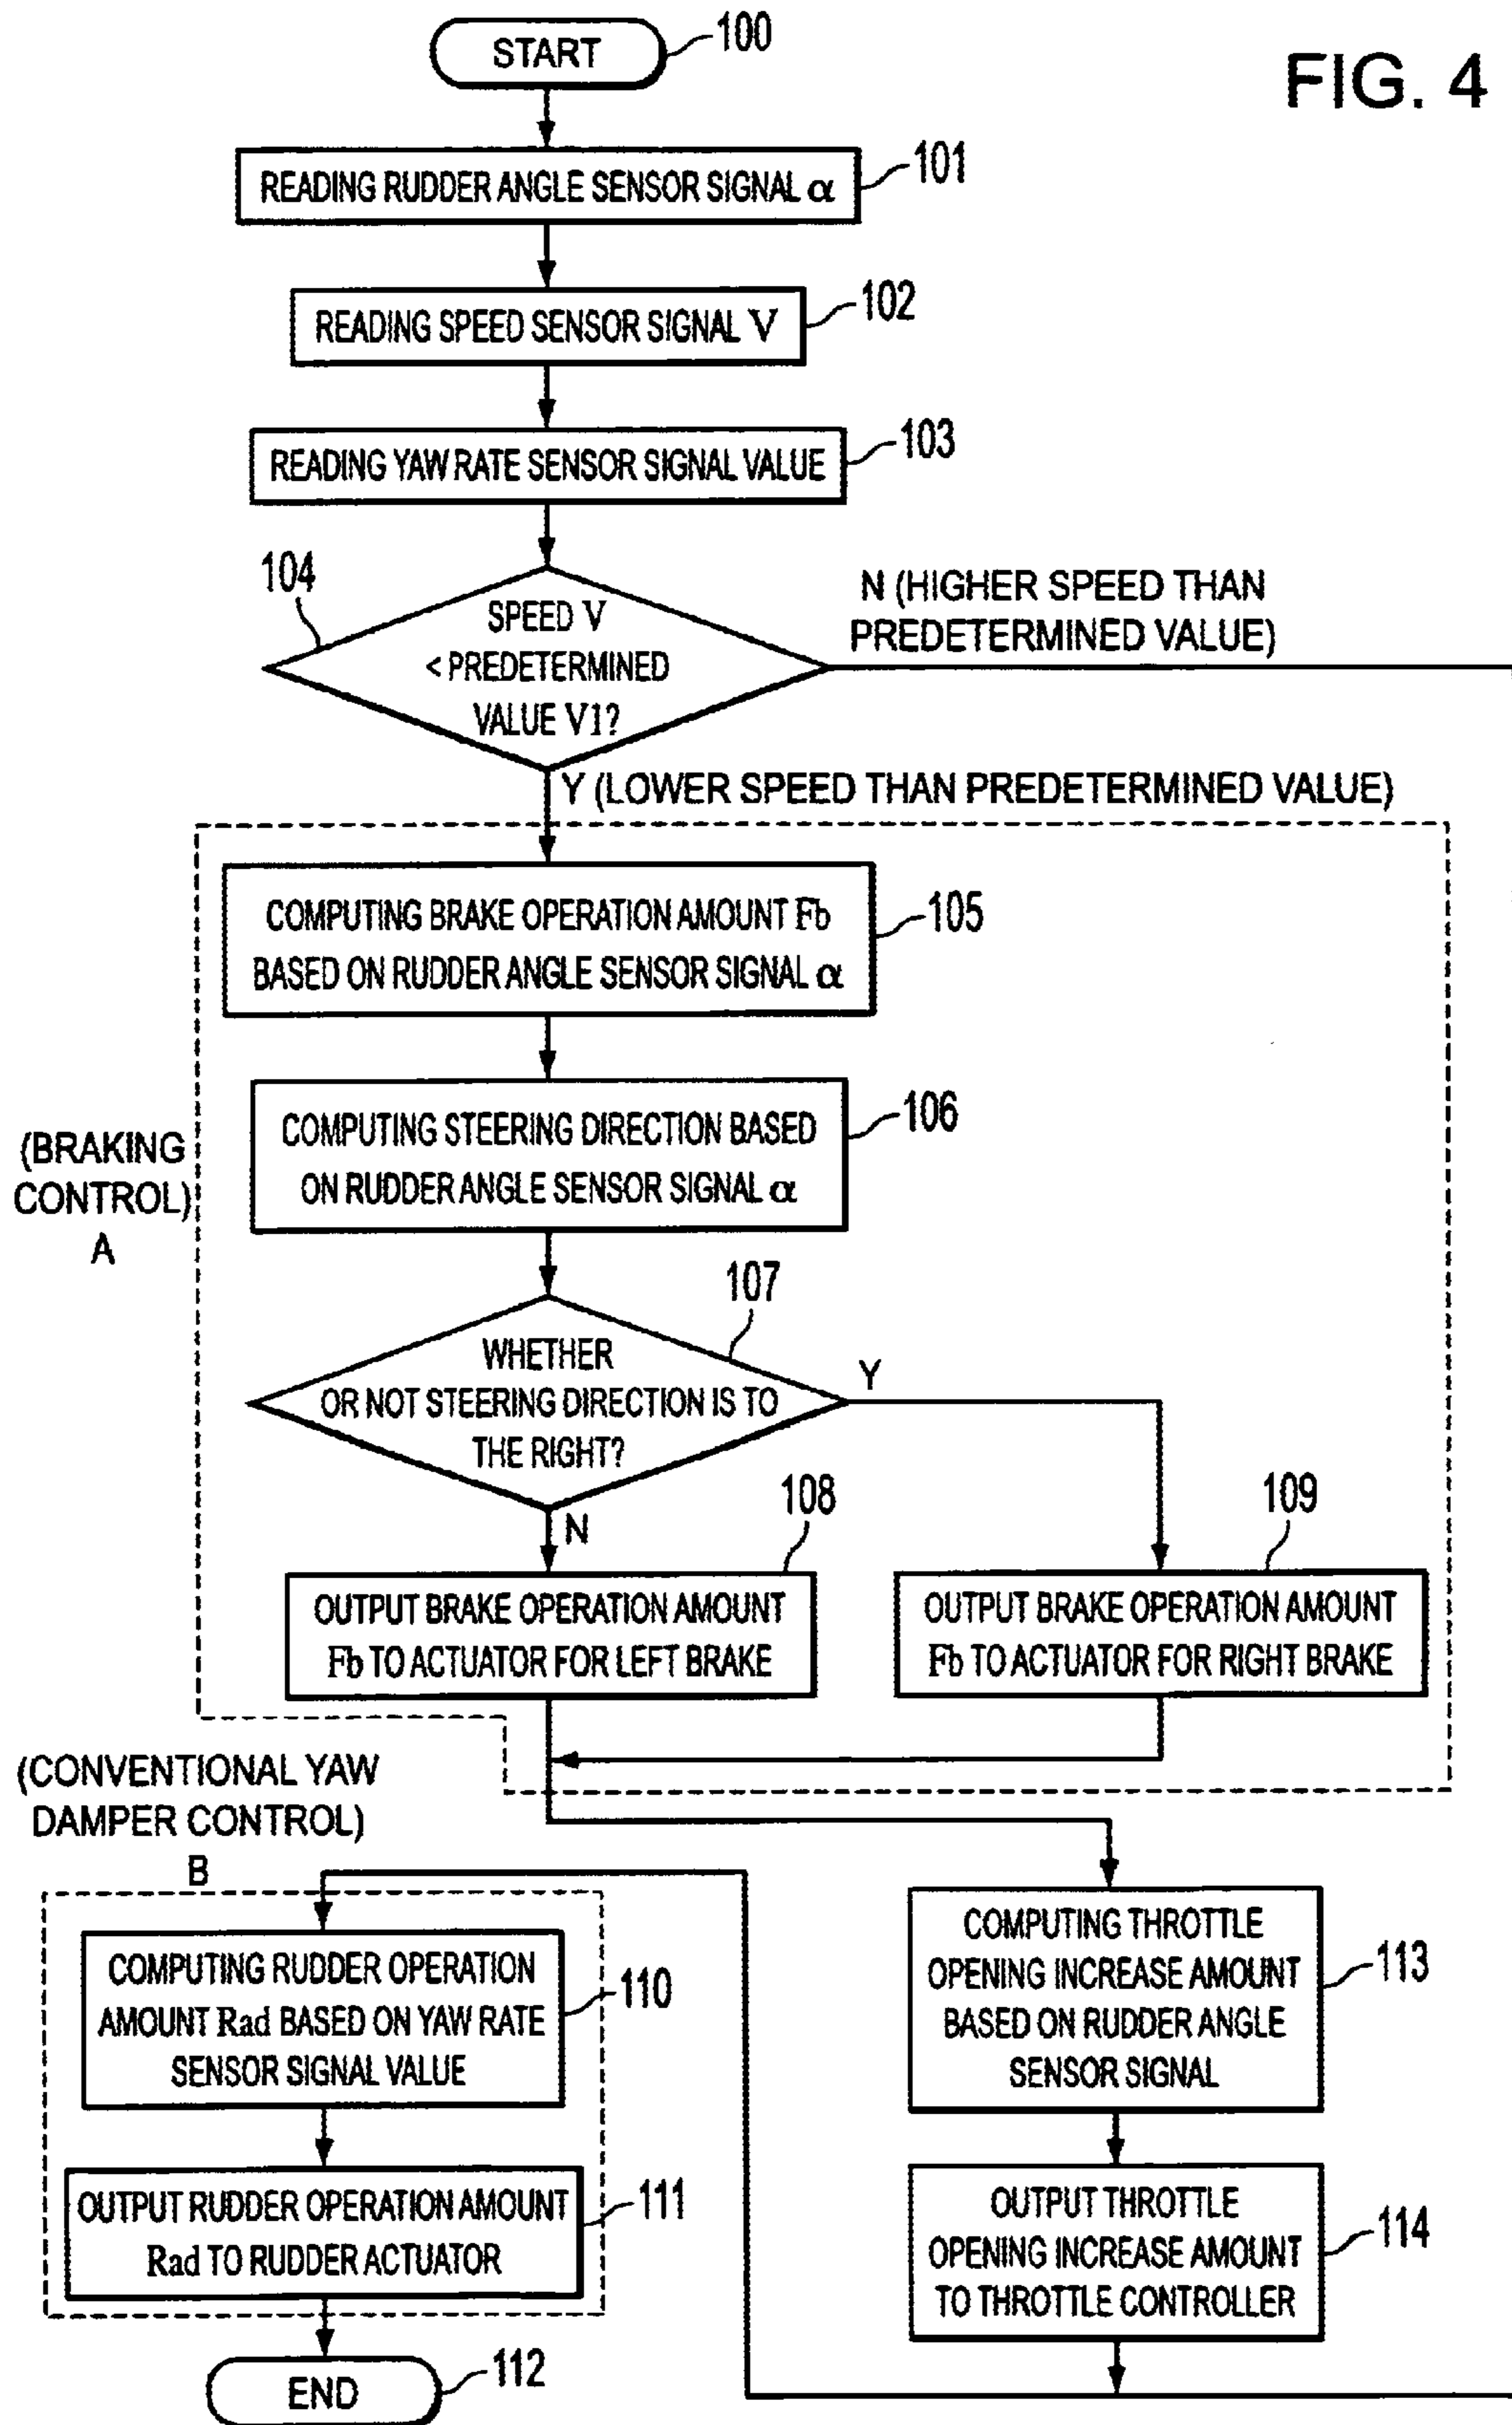 START
100
FIG. 4
READING RUDDER ANGLE SENSOR SIGNAL α
101
READING SPEED SENSOR SIGNAL V
102
READING YAW RATE SENSOR SIGNAL VALUE
103
104
SPEED V
< PREDETERMINED
VALUE V1?
N (HIGHER SPEED THAN
PREDETERMINED VALUE)
Y (LOWER SPEED THAN PREDETERMINED VALUE)
COMPUTING BRAKE OPERATION AMOUNT Fb
BASED ON RUDDER ANGLE SENSOR SIGNAL α
105
(BRAKING
CONTROL)
A
COMPUTING STEERING DIRECTION BASED
ON RUDDER ANGLE SENSOR SIGNAL α
106
107
WHETHER
OR NOT STEERING DIRECTION IS TO
THE RIGHT?
Y
N
108
OUTPUT BRAKE OPERATION AMOUNT
Fb TO ACTUATOR FOR LEFT BRAKE
109
OUTPUT BRAKE OPERATION AMOUNT
Fb TO ACTUATOR FOR RIGHT BRAKE
(CONVENTIONAL YAW
DAMPER CONTROL)
B
COMPUTING RUDDER OPERATION
AMOUNT Rad BASED ON YAW RATE
SENSOR SIGNAL VALUE
110
COMPUTING THROTTLE
OPENING INCREASE AMOUNT
BASED ON RUDDER ANGLE
SENSOR SIGNAL
113
OUTPUT RUDDER OPERATION AMOUNT
Rad TO RUDDER ACTUATOR
111
OUTPUT THROTTLE
OPENING INCREASE AMOUNT
TO THROTTLE CONTROLLER
114
END
112